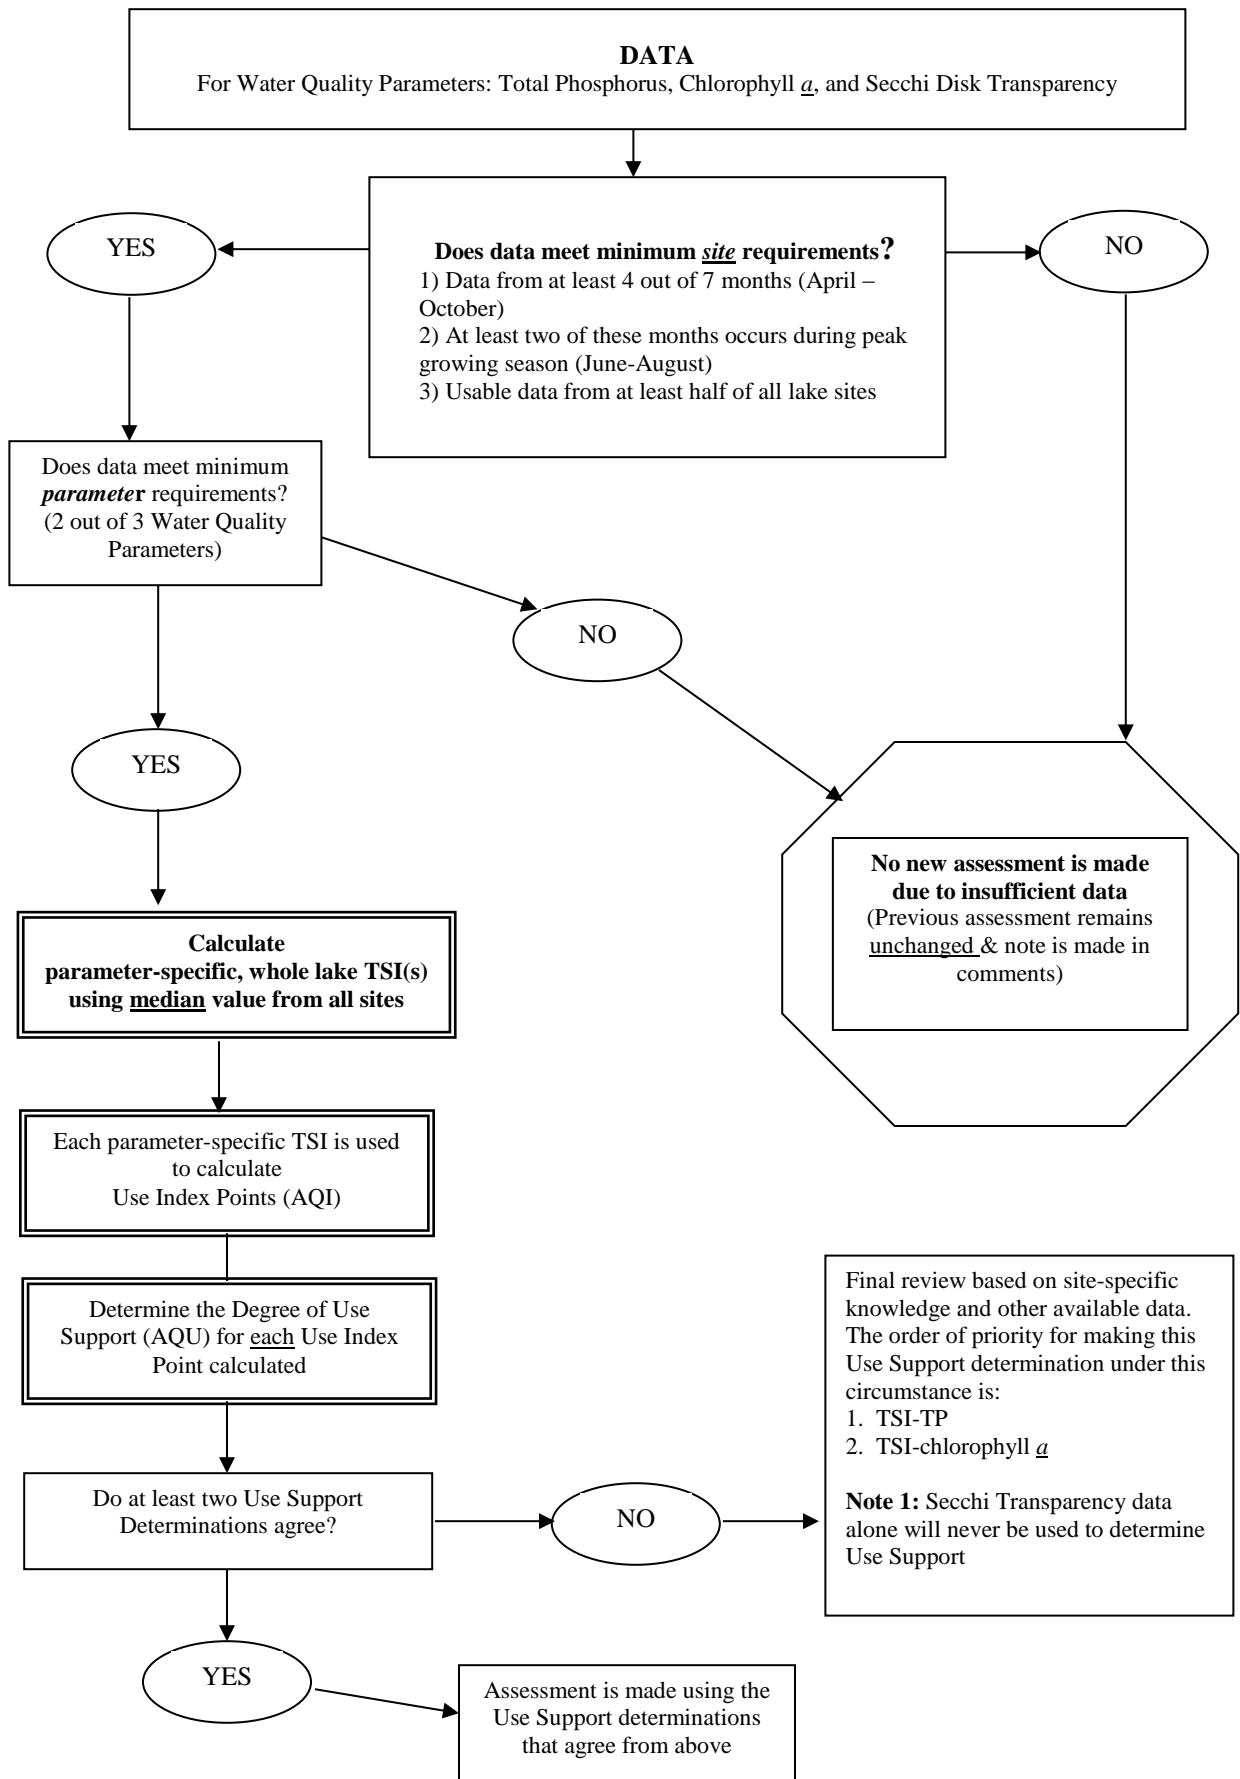 DATA
For Water Quality Parameters: Total Phosphorus, Chlorophyll a, and Secchi Disk Transparency
YES
Does data meet minimum site requirements?
1) Data from at least 4 out of 7 months (April –
October)
2) At least two of these months occurs during peak
growing season (June-August)
3) Usable data from at least half of all lake sites
NO
Does data meet minimum
parameter requirements?
(2 out of 3 Water Quality
Parameters)
NO
YES
No new assessment is made
due to insufficient data
(Previous assessment remains
unchanged & note is made in
comments)
Calculate
parameter-specific, whole lake TSI(s)
using median value from all sites
Each parameter-specific TSI is used
to calculate
Use Index Points (AQI)
Determine the Degree of Use
Support (AQU) for each Use Index
Point calculated
Final review based on site-specific
knowledge and other available data.
The order of priority for making this
Use Support determination under this
circumstance is:
1. TSI-TP
2. TSI-chlorophyll a
Note 1: Secchi Transparency data
alone will never be used to determine
Use Support
Do at least two Use Support
Determinations agree?
NO
YES
Assessment is made using the
Use Support determinations
that agree from above